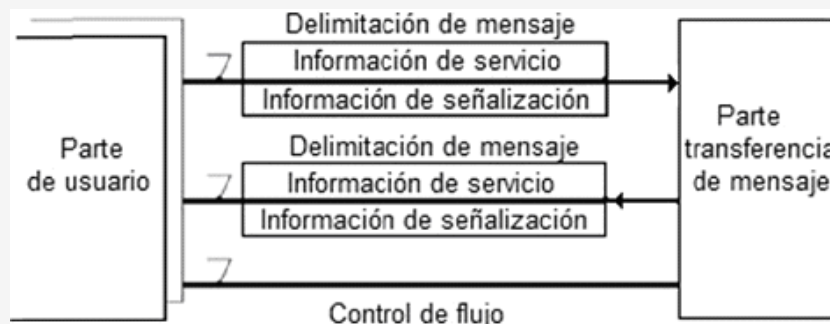 Delimitación de mensaje
Información de servicio
Información de señalización
Parte
de usuario
Delimitación de mensaje
Información de servicio
Información de señalización
Parte
transferencia
de mensaje
Control de flujo